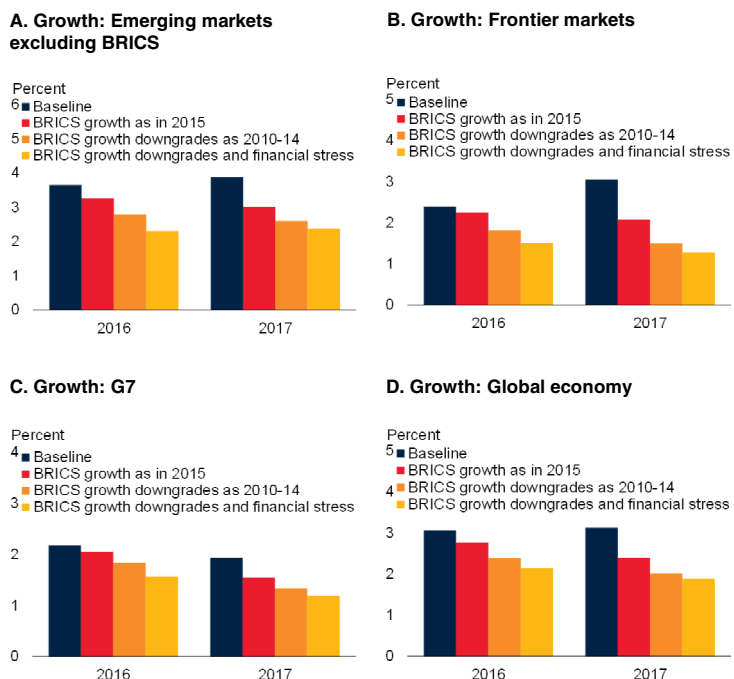 A. Growth: Emerging markets
excluding BRICS
Percent
6 Baseline
BRICS growth as in 2015
5 BRICS growth downgrades as 2010-14
BRICS growth downgrades and financial stress
4
3
2
1
0
2016 2017
B. Growth: Frontier markets
Percent
5 Baseline
BRICS growth as in 2015
BRICS growth downgrades as 2010-14
4
BRICS growth downgrades and financial stress
3
2
1
0
2016 2017
C. Growth: G7
Percent
4 Baseline
BRICS growth as in 2015
BRICS growth downgrades as 2010-14
3 BRICS growth downgrades and financial stress
2
1
0
2016 2017
D. Growth: Global economy
Percent
5 Baseline
BRICS growth as in 2015
4 BRICS growth downgrades as 2010-14
BRICS growth downgrades and financial stress
3
2
1
0
2016 2017